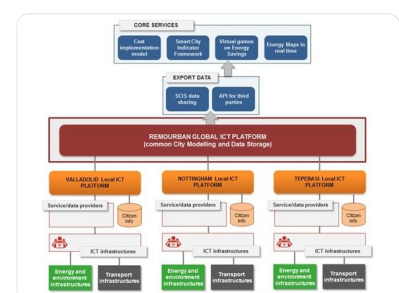 CORE SERVICES
Cost
implementation
model
Smart City
Indicator
Framework
Virtual games
on Energy
Savings
Energy Maps in
real time
EXPORT DATA
SCIS data
sharing
API for third
parties
REMOURBAN GLOBAL ICT PLATFORM
(common City Modelling and Data Storage)
VALLADOLID Local ICT
PLATFORM
NOTTINGHAM Local ICT
PLATFORM
TEPEBASI Local ICT
PLATFORM
Service/data providers
Citizen
Info
Service/data providers
Citizen
Info
Service/data providers
Citizen
Info
ICT infrastructures
ICT infrastructures
ICT infrastructures
Energy and
environment
infrastructures
Transport
infrastructures
Energy and
environment
infrastructures
Transport
infrastructures
Energy and
environment
infrastructures
Transport
infrastructures